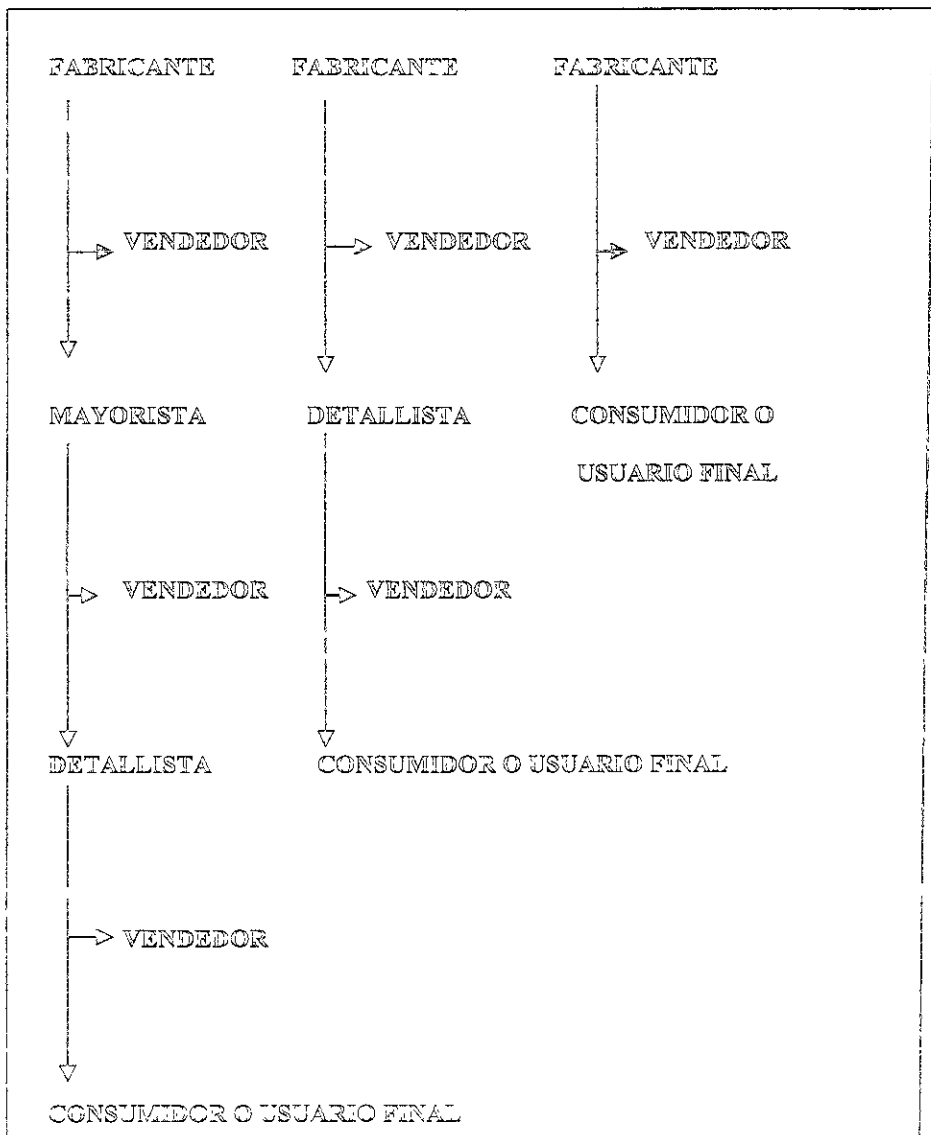 FABRICANTE FABRICANTE FABRICANTE
VENDEDOR VENDEDOR VENDEDOR
MAYORISTA DETALLISTA CONSUMIDOR O
USUARIO FINAL
VENDEDOR VENDEDOR
DETALLISTA CONSUMIDOR O USUARIO FINAL
VENDEDOR
CONSUMIDOR O USUARIO FINAL